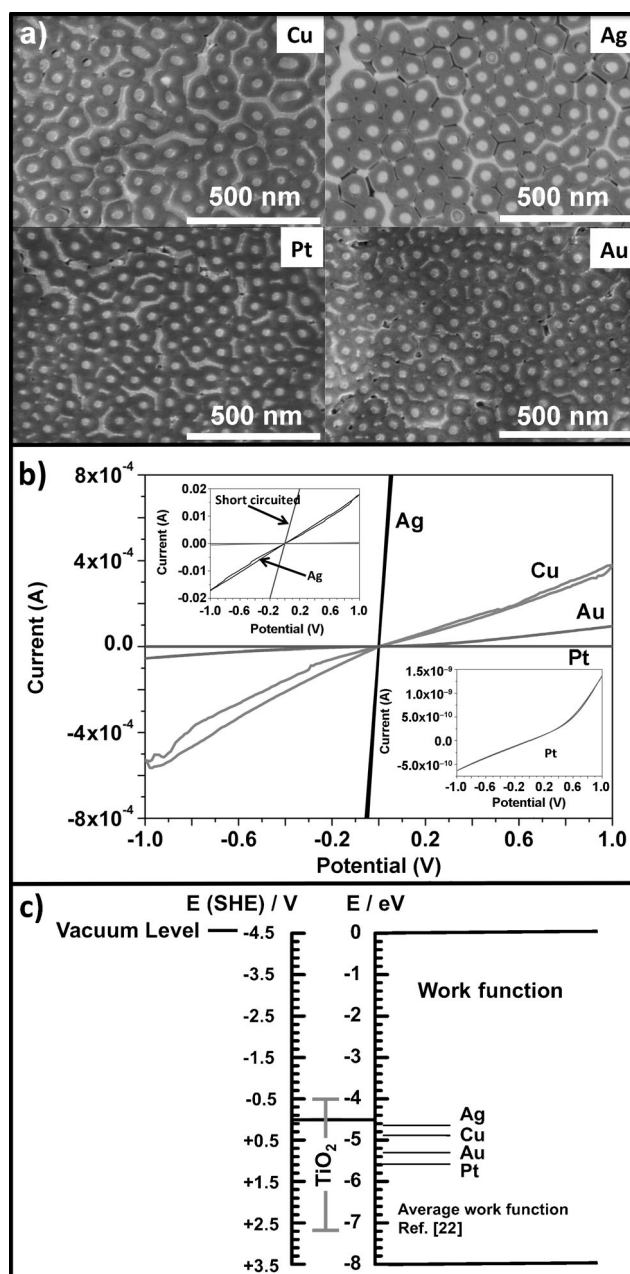 a)
Cu
Ag
500 nm
500 nm
Pt
Au
500 nm
500 nm
b)
8x10⁻⁴
4x10⁻⁴
0.0
-4x10⁻⁴
-8x10⁻⁴
Current (A)
-1.0
-0.6
-0.2
0.2
0.6
1.0
Potential (V)
Ag
Cu
Au
Pt
0.02
0.01
0.00
-0.01
-0.02
Current (A)
Short circuited
Ag
-1.0 -0.6 -0.2 0.2 0.6 1.0
Potential (V)
1.5x10⁻⁹
1.0x10⁻⁹
5.0x10⁻¹⁰
0.0
-5.0x10⁻¹⁰
Current (A)
Pt
-1.0 -0.6 -0.2 0.2 0.6 1.0
Potential (V)
c)
E (SHE) / V
E / eV
Vacuum Level
-4.5
-3.5
-2.5
-1.5
-0.5
+0.5
+1.5
+2.5
+3.5
0
-1
-2
-3
-4
-5
-6
-7
-8
TiO₂
Work function
Ag
Cu
Au
Pt
Average work function
Ref. [22]